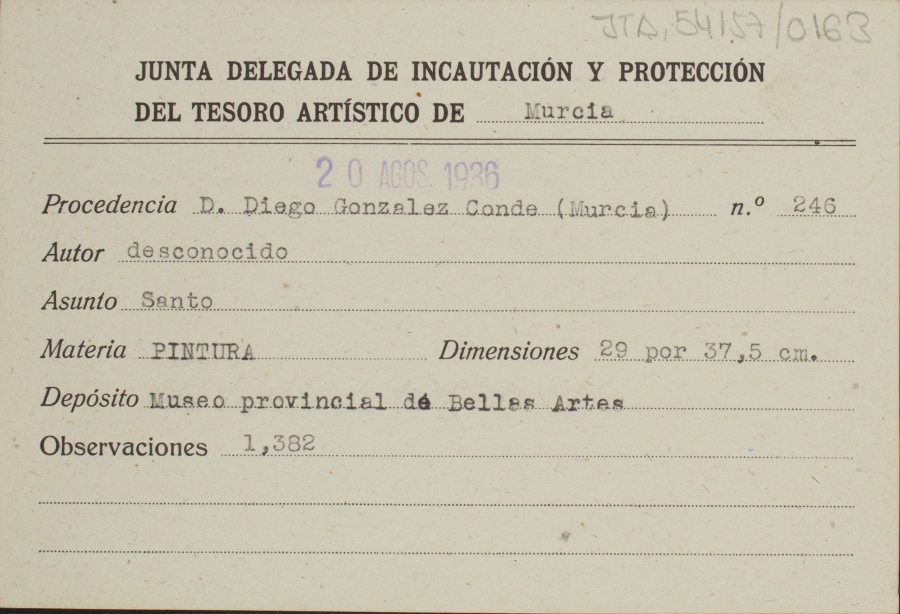 JTA, 54157/0163
JUNTA DELEGADA DE INCAUTACIÓN Y PROTECCIÓN
DEL TESORO ARTÍSTICO DE Murcia
20 AGOS. 1936
Procedencia D. Diego Gonzalez Conde (Murcia) n.º 246
Autor desconocido
Asunto Santo
Materia PINTURA Dimensiones 29 por 37,5 cm.
Depósito Museo provincial de Bellas Artes
Observaciones 1,382